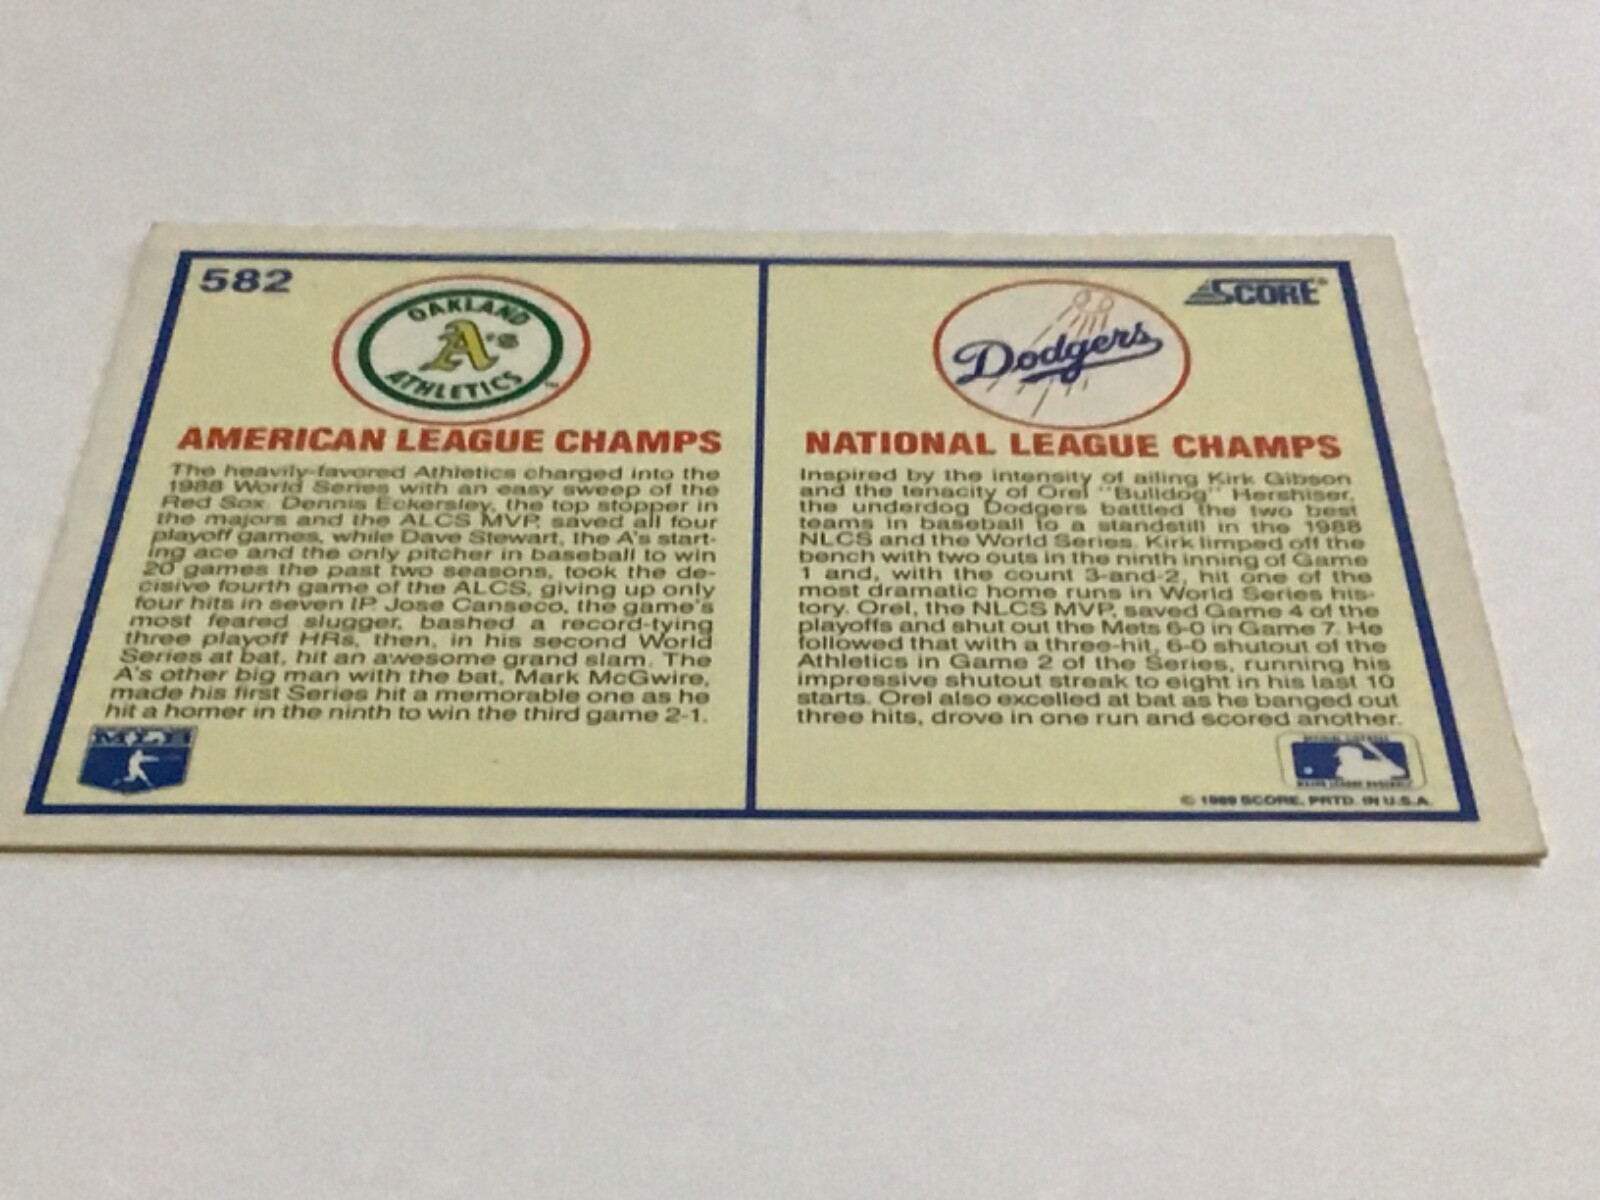 582
OAKLAND
A's
ATHLETICS
AMERICAN LEAGUE CHAMPS
The heavily-favored Athletics charged into the
1988 World Series with an easy sweep of the
Red Sox. Dennis Eckersley, the top stopper in
the majors and the ALCS MVP, saved all four
playoff games, while Dave Stewart, the A's start-
ing ace and the only pitcher in baseball to win
20 games the past two seasons, took the de-
cisive fourth game of the ALCS, giving up only
four hits in seven IP. Jose Canseco, the game's
most feared slugger, bashed a record-tying
three playoff HRs, then, in his second World
Series at bat, hit an awesome grand slam. The
A's other big man with the bat, Mark McGwire,
made his first Series hit a memorable one as he
hit a homer in the ninth to win the third game 2-1.
MLB
SCORE®
Dodgers
NATIONAL LEAGUE CHAMPS
Inspired by the intensity of ailing Kirk Gibson
and the tenacity of Orel "Bulldog" Hershiser,
the underdog Dodgers battled the two best
teams in baseball to a standstill in the 1988
NLCS and the World Series. Kirk limped off the
bench with two outs in the ninth inning of Game
1 and, with the count 3-and-2, hit one of the
most dramatic home runs in World Series his-
tory. Orel, the NLCS MVP, saved Game 4 of the
playoffs and shut out the Mets 6-0 in Game 7. He
followed that with a three-hit, 6-0 shutout of the
Athletics in Game 2 of the Series, running his
impressive shutout streak to eight in his last 10
starts. Orel also excelled at bat as he banged out
three hits, drove in one run and scored another.
MAJOR LEAGUE BASEBALL
© 1989 SCORE, PRTD. IN U.S.A.